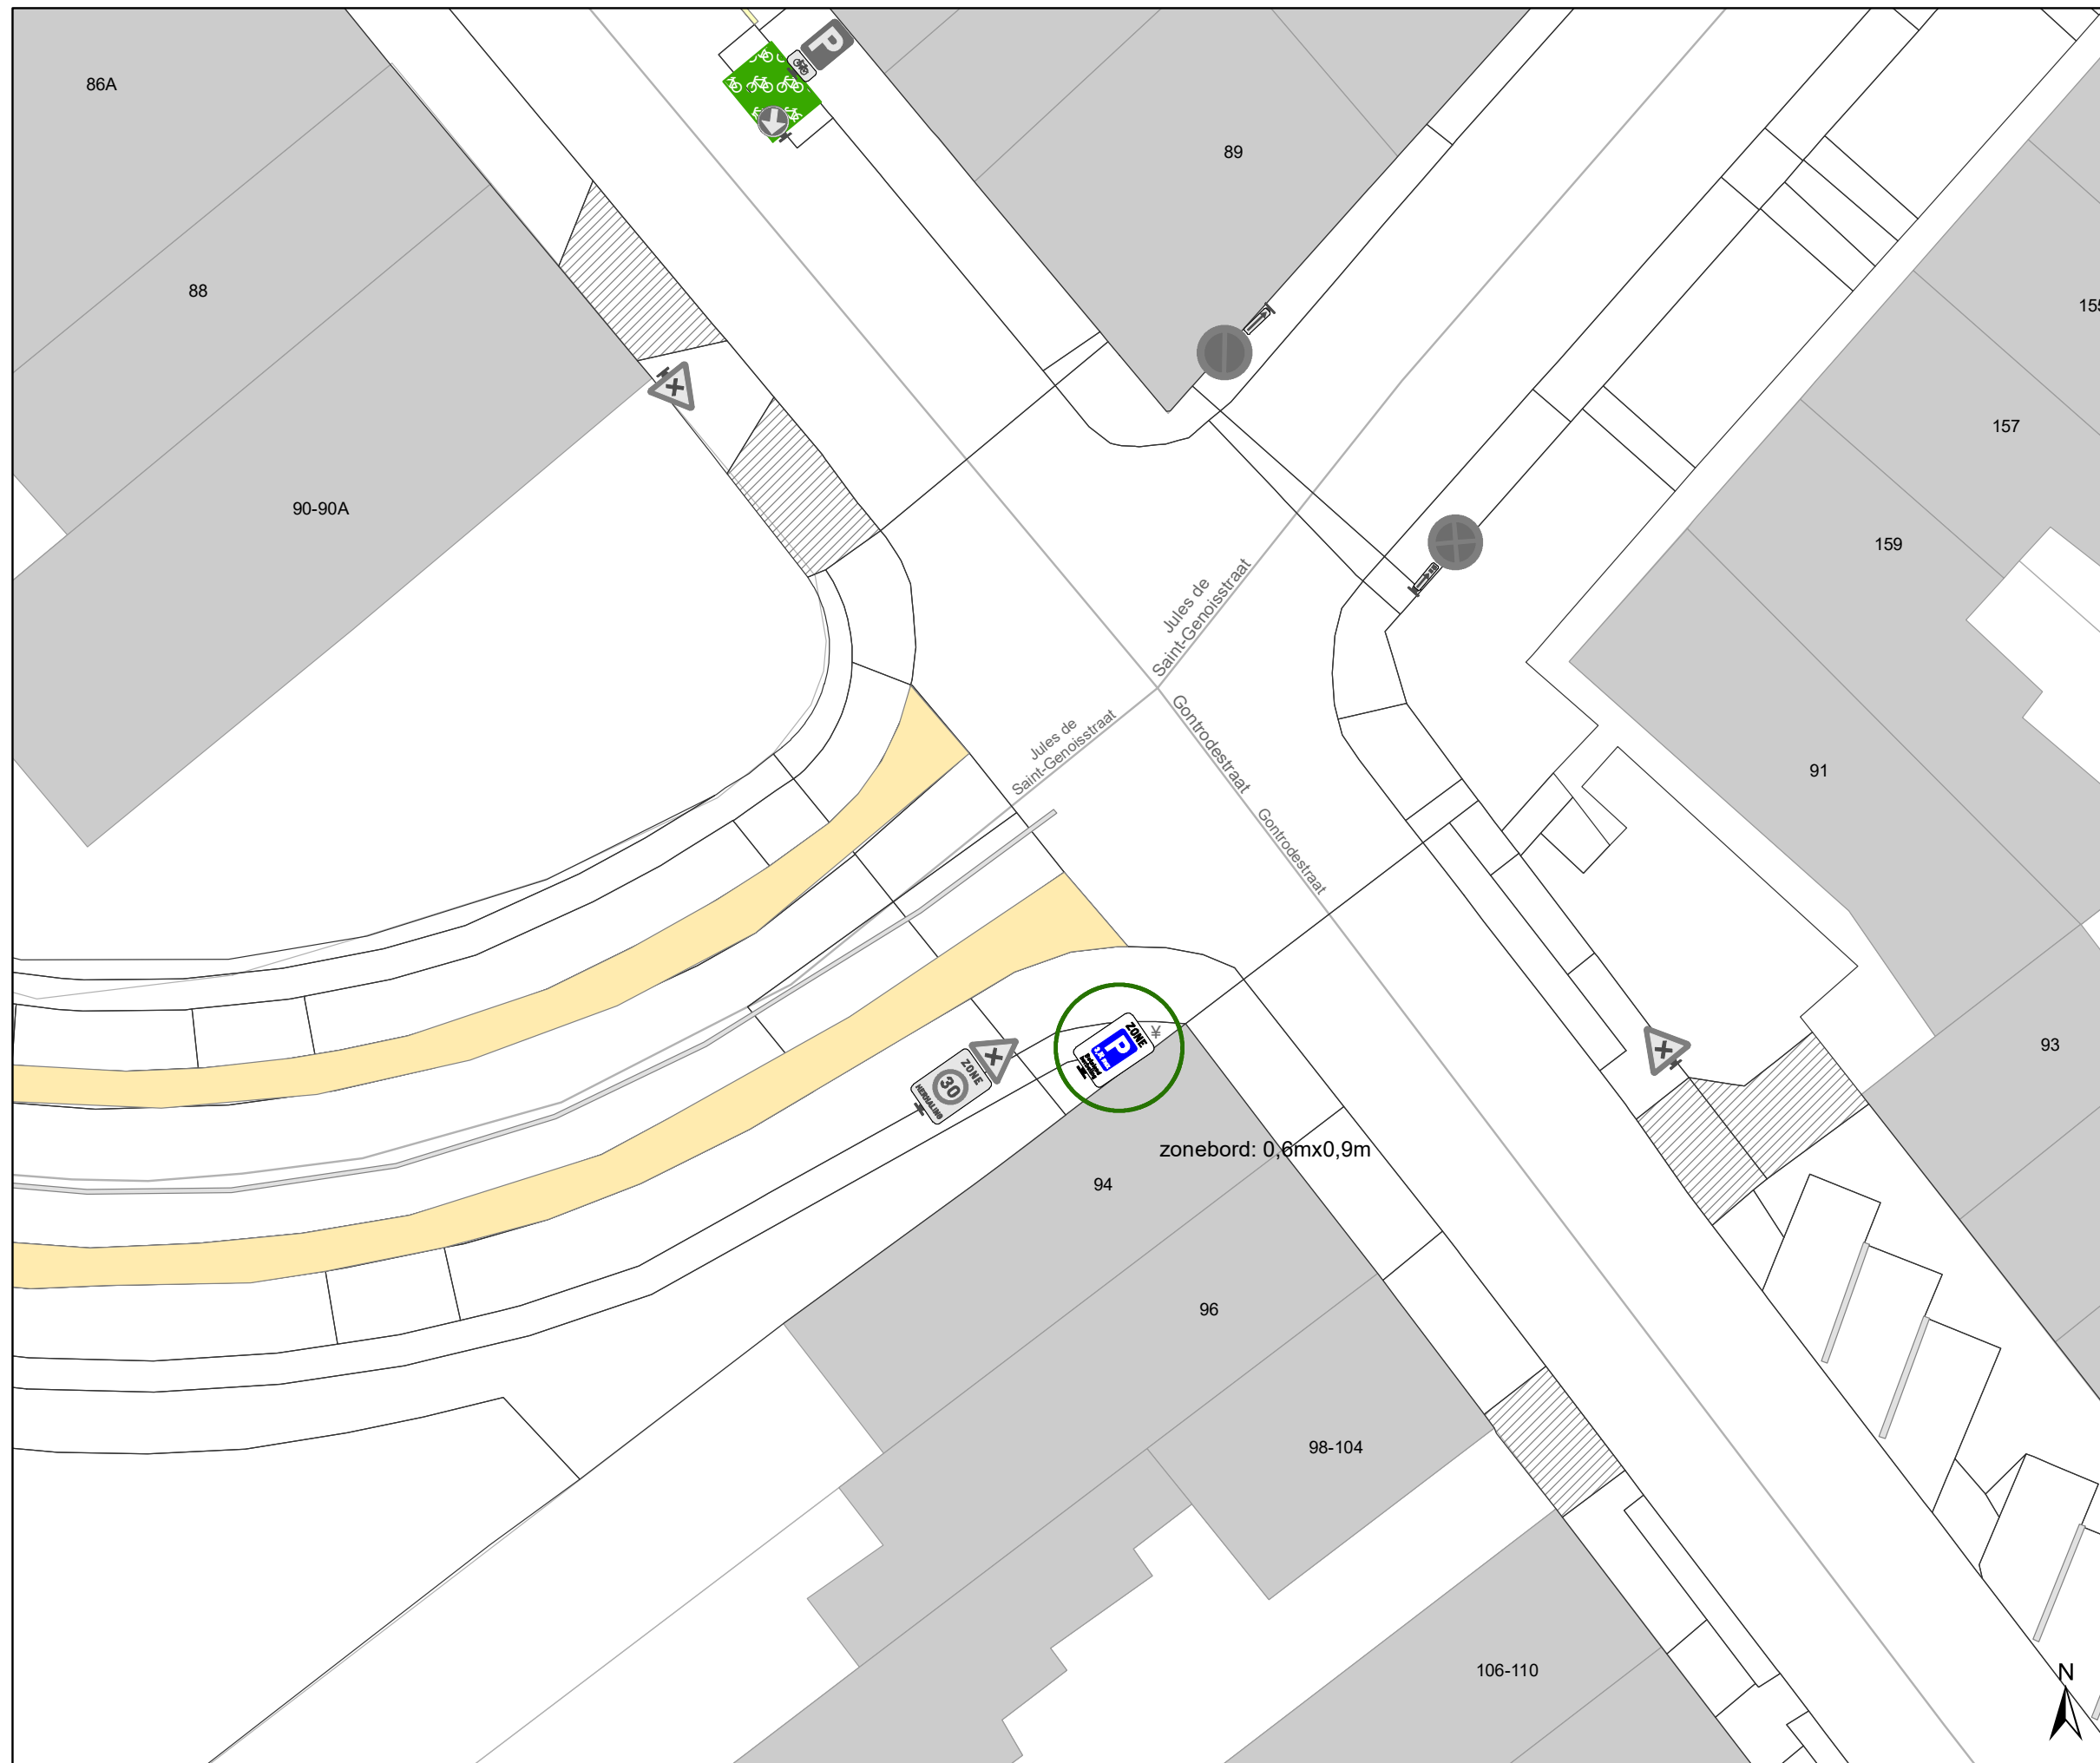 P
86A
89
88
155
157
90-90A
159
Jules de
Saint-Genoisstraat
Jules de
Saint-Genoisstraat
Gontrodestraat
91
Gontrodestraat
ZONE
P
ZONE
30
HERHALING
93
zonebord: 0,6mx0,9m
94
96
98-104
106-110
N